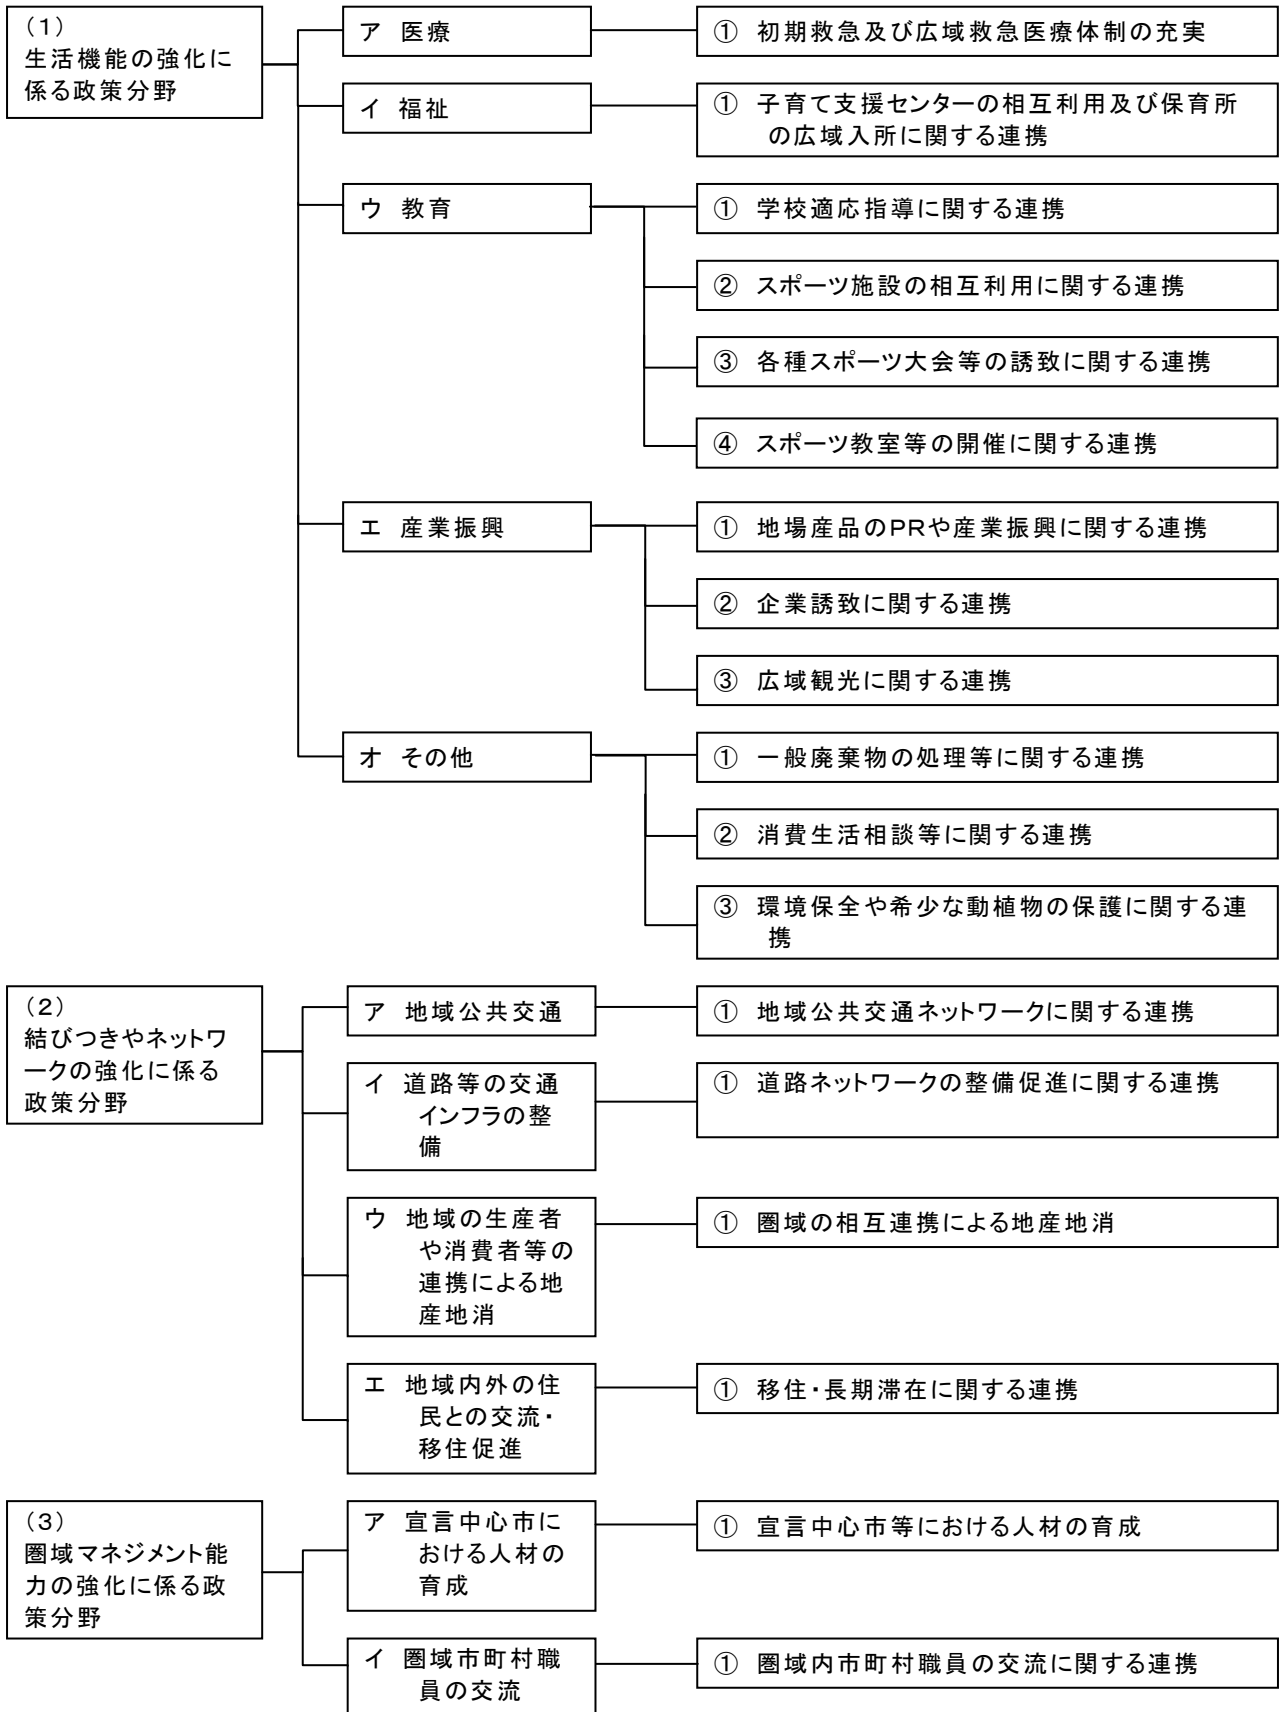 （１）
生活機能の強化に
係る政策分野
ア 医療
① 初期救急及び広域救急医療体制の充実
イ 福祉
① 子育て支援センターの相互利用及び保育所
の広域入所に関する連携
ウ 教育
① 学校適応指導に関する連携
② スポーツ施設の相互利用に関する連携
③ 各種スポーツ大会等の誘致に関する連携
④ スポーツ教室等の開催に関する連携
エ 産業振興
① 地場産品のＰＲや産業振興に関する連携
② 企業誘致に関する連携
③ 広域観光に関する連携
オ その他
① 一般廃棄物の処理等に関する連携
② 消費生活相談等に関する連携
③ 環境保全や希少な動植物の保護に関する連
携
（２）
結びつきやネットワ
ークの強化に係る
政策分野
ア 地域公共交通
① 地域公共交通ネットワークに関する連携
イ 道路等の交通
インフラの整
備
① 道路ネットワークの整備促進に関する連携
ウ 地域の生産者
や消費者等の
連携による地
産地消
① 圏域の相互連携による地産地消
エ 地域内外の住
民との交流・
移住促進
① 移住・長期滞在に関する連携
（３）
圏域マネジメント能
力の強化に係る政
策分野
ア 宣言中心市に
おける人材の
育成
① 宣言中心市等における人材の育成
イ 圏域市町村職
員の交流
① 圏域内市町村職員の交流に関する連携